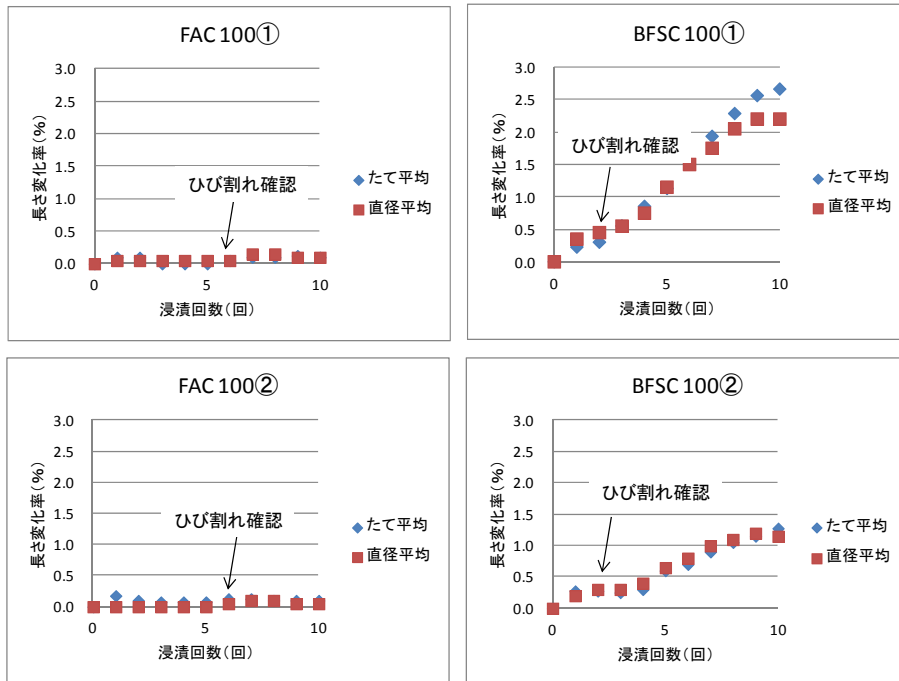 FAC 100①
3.0
2.5
2.0
1.5
1.0
0.5
0.0
長さ変化率(%)
ひび割れ確認
たて平均
直径平均
0
5
10
浸漬回数(回)
BFSC 100①
3.0
2.5
2.0
1.5
1.0
0.5
0.0
長さ変化率(%)
ひび割れ確認
たて平均
直径平均
0
5
10
浸漬回数(回)
FAC 100②
3.0
2.5
2.0
1.5
1.0
0.5
0.0
長さ変化率(%)
ひび割れ確認
たて平均
直径平均
0
5
10
浸漬回数(回)
BFSC 100②
3.0
2.5
2.0
1.5
1.0
0.5
0.0
長さ変化率(%)
ひび割れ確認
たて平均
直径平均
0
5
10
浸漬回数(回)